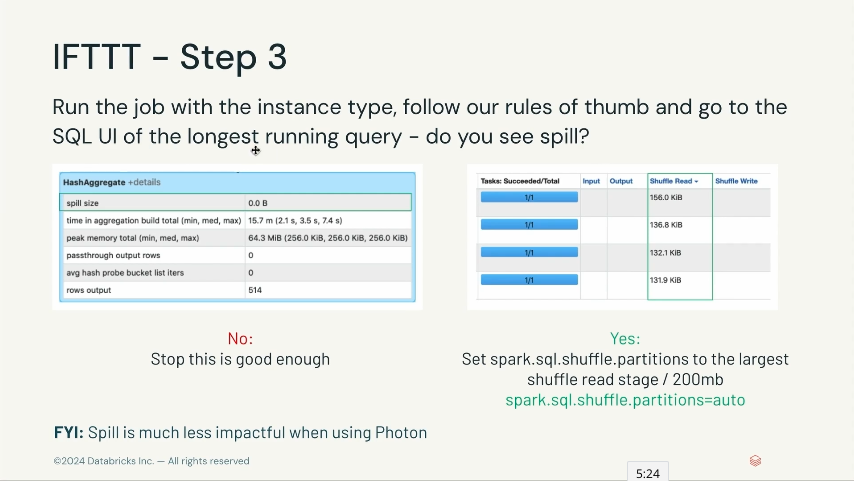 IFTTT – Step 3
Run the job with the instance type, follow our rules of thumb and go to the
SQL UI of the longest running query – do you see spill?
HashAggregate +details
spill size 0.0 B
time in aggregation build total (min, med, max) 15.7 m (2.1 s, 3.5 s, 7.4 s)
peak memory total (min, med, max) 64.3 MiB (256.0 KiB, 256.0 KiB, 256.0 KiB)
passthrough output rows 0
avg hash probe bucket list iters 0
rows output 514
Tasks: Succeeded/Total Input Output Shuffle Read Shuffle Write
1/1 156.0 KiB
1/1 136.8 KiB
1/1 132.1 KiB
1/1 131.9 KiB
No:
Stop this is good enough
Yes:
Set spark.sql.shuffle.partitions to the largest
shuffle read stage / 200mb
spark.sql.shuffle.partitions=auto
FYI: Spill is much less impactful when using Photon
©2024 Databricks Inc. — All rights reserved
5:24